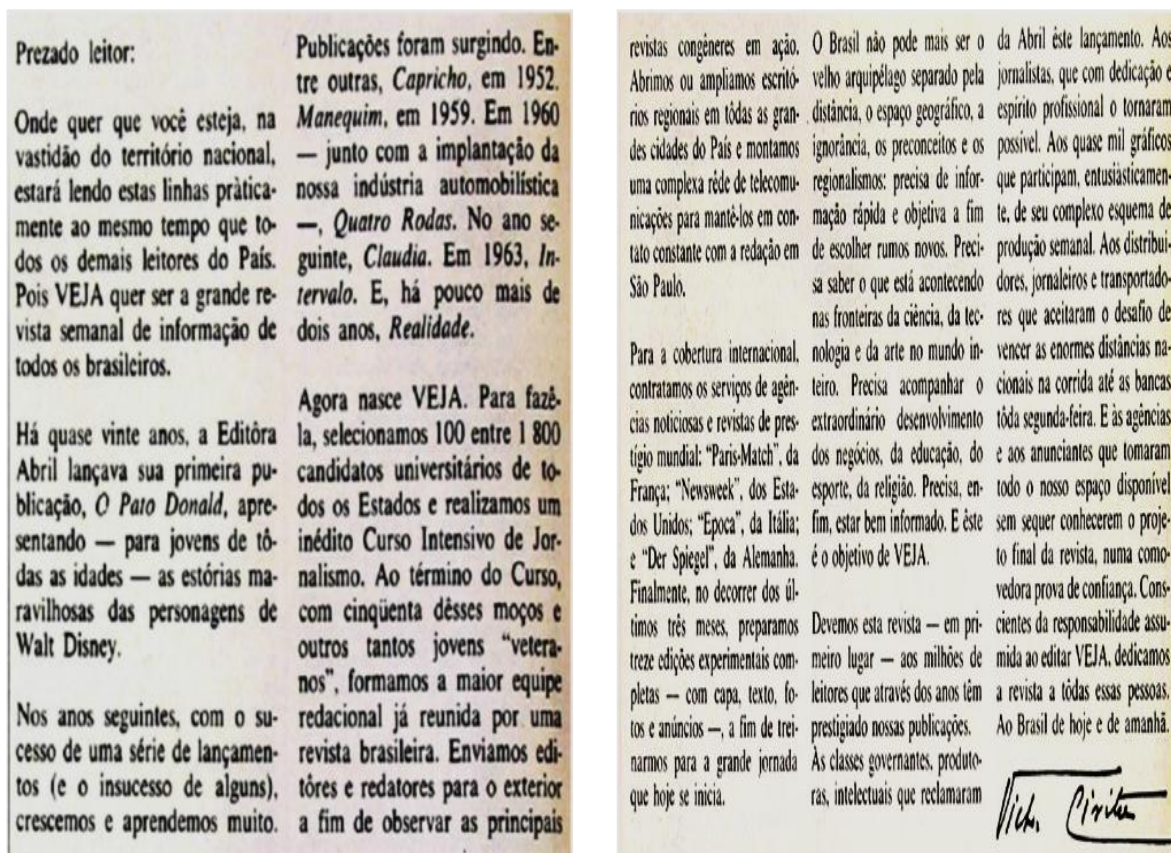 Prezado leitor:
Onde quer que você esteja, na
vastidão do território nacional,
estará lendo estas linhas pràtica-
mente ao mesmo tempo que to-
dos os demais leitores do País.
Pois VEJA quer ser a grande re-
vista semanal de informação de
todos os brasileiros.
Há quase vinte anos, a Editôra
Abril lançava sua primeira pu-
blicação, O Pato Donald, apre-
sentando — para jovens de tô-
das as idades — as estórias ma-
ravilhosas das personagens de
Walt Disney.
Nos anos seguintes, com o su-
cesso de uma série de lançamen-
tos (e o insucesso de alguns),
crescemos e aprendemos muito.
Publicações foram surgindo. En-
tre outras, Capricho, em 1952.
Manequim, em 1959. Em 1960
— junto com a implantação da
nossa indústria automobilística
—, Quatro Rodas. No ano se-
guinte, Claudia. Em 1963, In-
tervalo. E, há pouco mais de
dois anos, Realidade.
Agora nasce VEJA. Para fazê-
la, selecionamos 100 entre 1 800
candidatos universitários de to-
dos os Estados e realizamos um
inédito Curso Intensivo de Jor-
nalismo. Ao término do Curso,
com cinqüenta dêsses moços e
outros tantos jovens "vetera-
nos", formamos a maior equipe
redacional já reunida por uma
revista brasileira. Enviamos edi-
tôres e redatores para o exterior
a fim de observar as principais
revistas congêneres em ação.
Abrimos ou ampliamos escritó-
rios regionais em tôdas as gran-
des cidades do País e montamos
uma complexa rêde de telecomu-
nicações para mantê-los em con-
tato constante com a redação em
São Paulo.
Para a cobertura internacional,
contratamos os serviços de agên-
cias noticiosas e revistas de pres-
tígio mundial: "Paris-Match", da
França; "Newsweek", dos Esta-
dos Unidos; "Epoca", da Itália;
e "Der Spiegel", da Alemanha.
Finalmente, no decorrer dos úl-
timos três meses, preparamos
treze edições experimentais com-
pletas — com capa, texto, fo-
tos e anúncios —, a fim de trei-
narmos para a grande jornada
que hoje se inicia.
O Brasil não pode mais ser o
velho arquipélago separado pela
distância, o espaço geográfico, a
ignorância, os preconceitos e os
regionalismos: precisa de infor-
mação rápida e objetiva a fim
de escolher rumos novos. Preci-
sa saber o que está acontecendo
nas fronteiras da ciência, da tec-
nologia e da arte no mundo in-
teiro. Precisa acompanhar o
extraordinário desenvolvimento
dos negócios, da educação, do
esporte, da religião. Precisa, en-
fim, estar bem informado. E êste
é o objetivo de VEJA.
Devemos esta revista — em pri-
meiro lugar — aos milhões de
leitores que através dos anos têm
prestigiado nossas publicações.
Às classes governantes, produto-
ras, intelectuais que reclamaram
da Abril êste lançamento. Aos
jornalistas, que com dedicação e
espírito profissional o tornaram
possível. Aos quase mil gráficos
que participam, entusiàsticamen-
te, de seu complexo esquema de
produção semanal. Aos distribui-
dores, jornaleiros e transportado-
res que aceitaram o desafio de
vencer as enormes distâncias na-
cionais na corrida até as bancas
tôda segunda-feira. E às agências
e aos anunciantes que tomaram
todo o nosso espaço disponível
sem sequer conhecerem o proje-
to final da revista, numa como-
vedora prova de confiança. Cons-
cientes da responsabilidade assu-
mida ao editar VEJA, dedicamos
a revista a tôdas essas pessoas.
Ao Brasil de hoje e de amanhã.